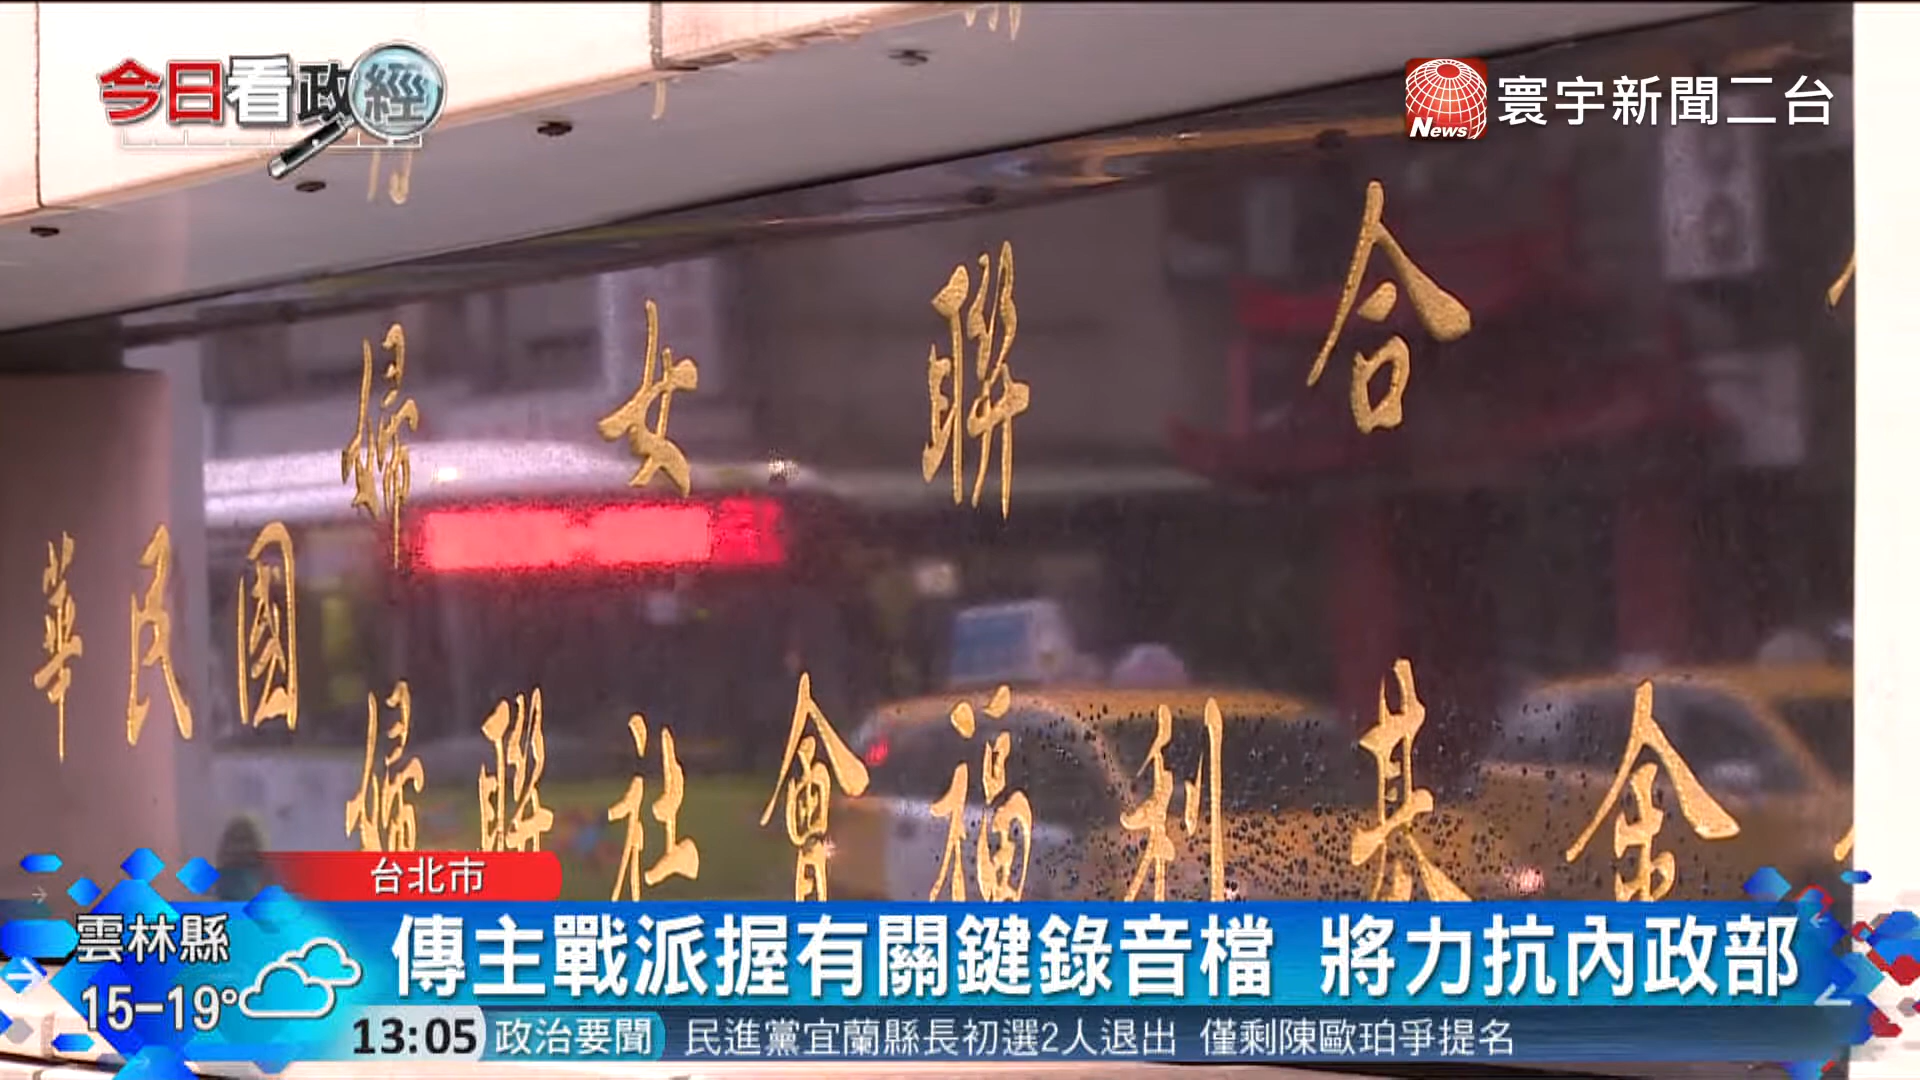 今日看政經
News 寰宇新聞二台
婦女聯合
華民國
婦聯社會福利基金
台北市
雲林縣
15-19°
傳主戰派握有關鍵錄音檔 將力抗內政部
13:05 政治要聞 民進黨宜蘭縣長初選2人退出 僅剩陳歐珀爭提名